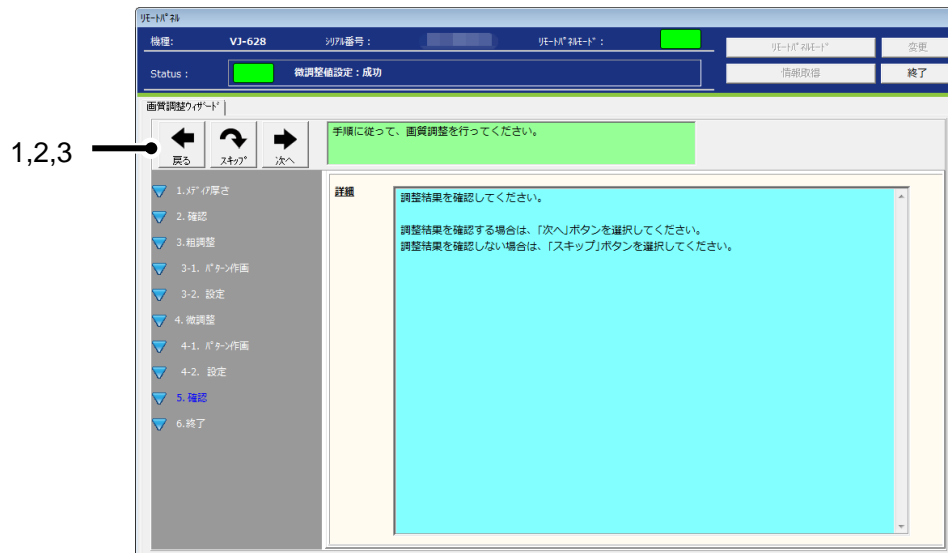 ﾘﾓｰﾄﾊﾟﾈﾙ
機種: VJ-628 ｼﾘｱﾙ番号: ﾘﾓｰﾄﾊﾟﾈﾙﾓｰﾄﾞ:
ﾘﾓｰﾄﾊﾟﾈﾙﾓｰﾄﾞ 変更
Status : 微調整値設定:成功
情報取得 終了
画質調整ｳｨｻﾞｰﾄﾞ
1,2,3
戻る ｽｷｯﾌﾟ 次へ
手順に従って、画質調整を行ってください。
1.ﾒﾃﾞｨｱ厚さ
2.確認
3.粗調整
3-1. ﾊﾟﾀｰﾝ作画
3-2. 設定
4.微調整
4-1. ﾊﾟﾀｰﾝ作画
4-2. 設定
5.確認
6.終了
詳細
調整結果を確認してください。
調整結果を確認する場合は、「次へ」ボタンを選択してください。
調整結果を確認しない場合は、「スキップ」ボタンを選択してください。